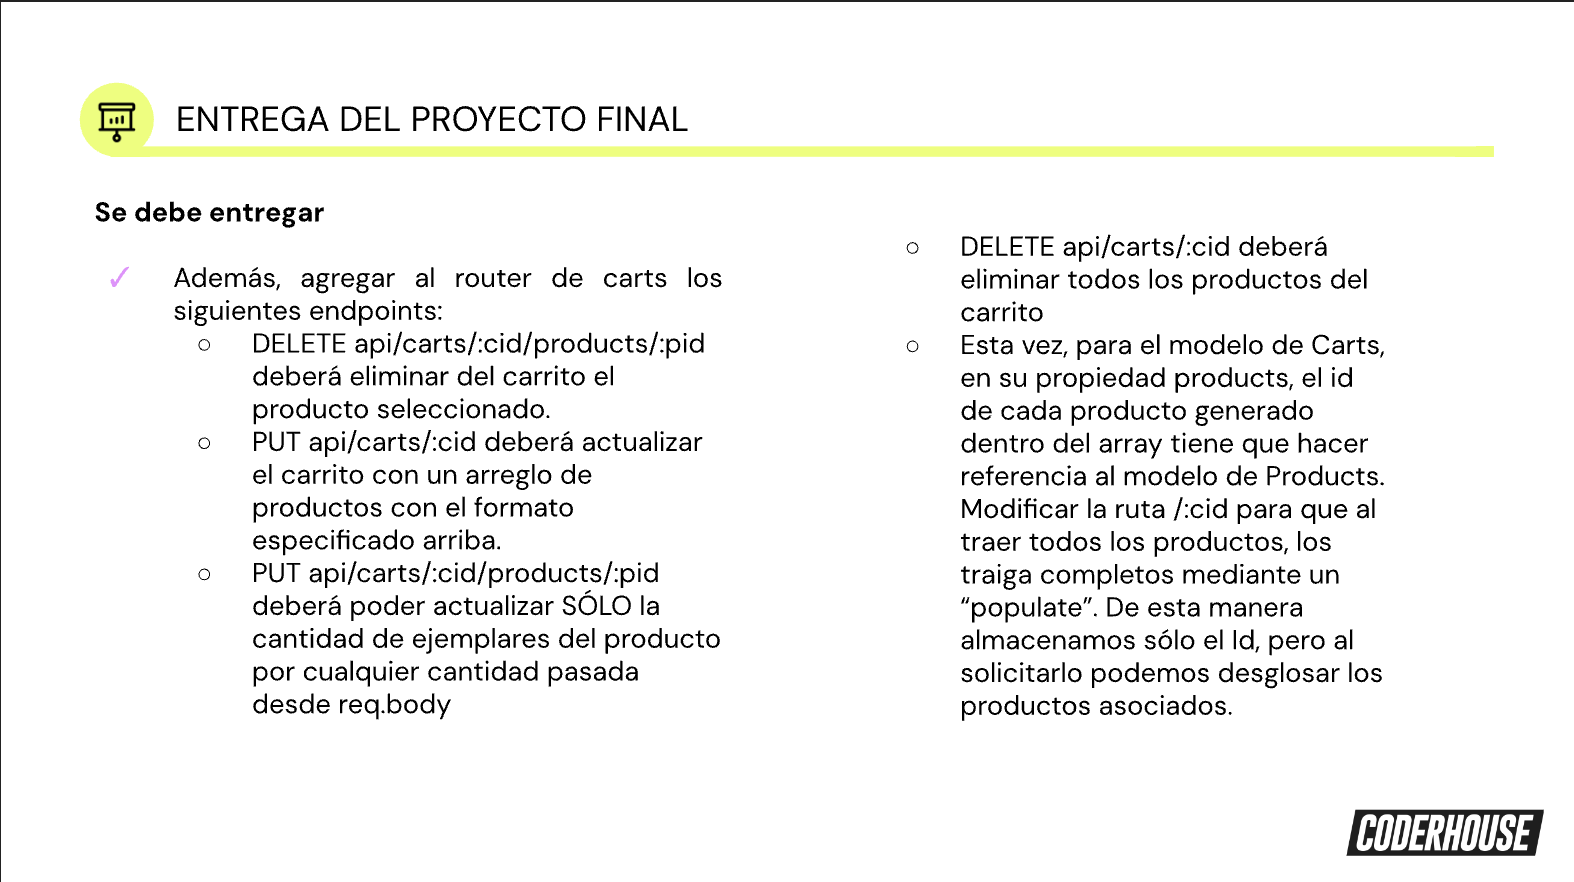 ENTREGA DEL PROYECTO FINAL
Se debe entregar
✓ Además, agregar al router de carts los
siguientes endpoints:
○ DELETE api/carts/:cid/products/:pid
deberá eliminar del carrito el
producto seleccionado.
○ PUT api/carts/:cid deberá actualizar
el carrito con un arreglo de
productos con el formato
especificado arriba.
○ PUT api/carts/:cid/products/:pid
deberá poder actualizar SÓLO la
cantidad de ejemplares del producto
por cualquier cantidad pasada
desde req.body
○ DELETE api/carts/:cid deberá
eliminar todos los productos del
carrito
○ Esta vez, para el modelo de Carts,
en su propiedad products, el id
de cada producto generado
dentro del array tiene que hacer
referencia al modelo de Products.
Modificar la ruta /:cid para que al
traer todos los productos, los
traiga completos mediante un
“populate”. De esta manera
almacenamos sólo el Id, pero al
solicitarlo podemos desglosar los
productos asociados.
CODERHOUSE